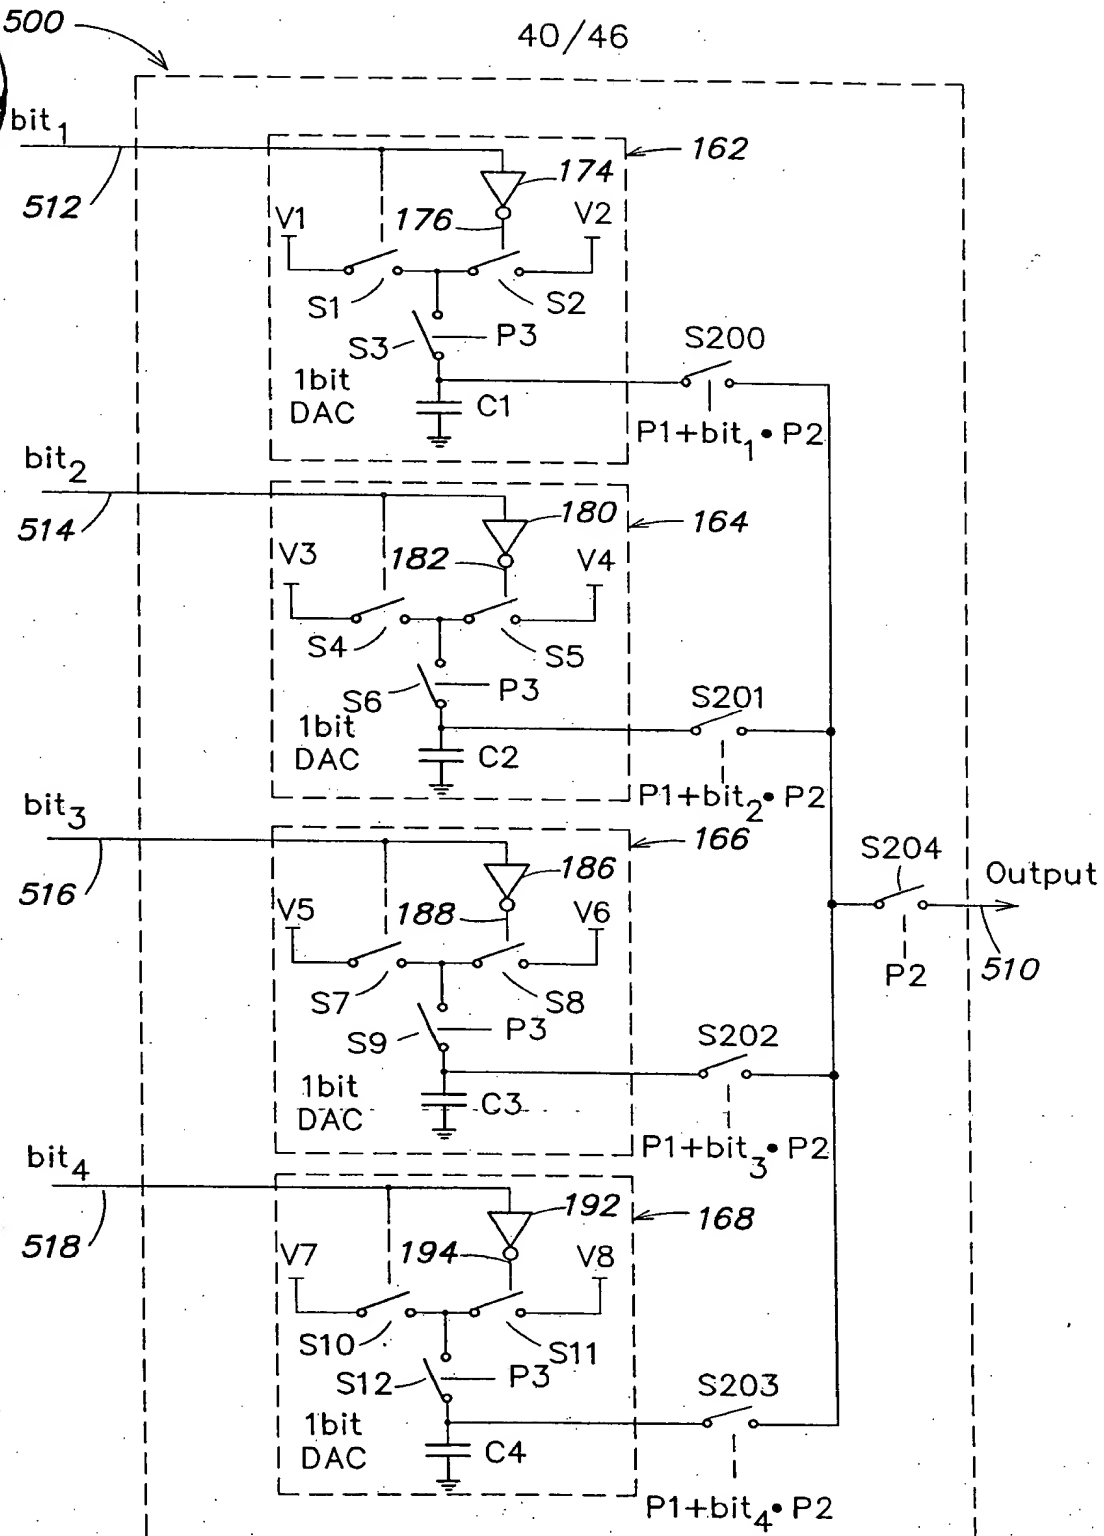 500
40/46
bit1
512
162
174
V1
176
V2
S1
S2
S3
P3
S200
1bit
DAC
C1
P1+bit1• P2
bit2
514
180
164
V3
182
V4
S4
S5
S6
P3
S201
1bit
DAC
C2
P1+bit2• P2
bit3
516
166
186
S204
Output
V5
188
V6
P2
510
S7
S8
S9
P3
S202
1bit
DAC
C3
P1+bit3• P2
bit4
518
192
168
V7
194
V8
S10
S11
S12
P3
S203
1bit
DAC
C4
P1+bit4• P2